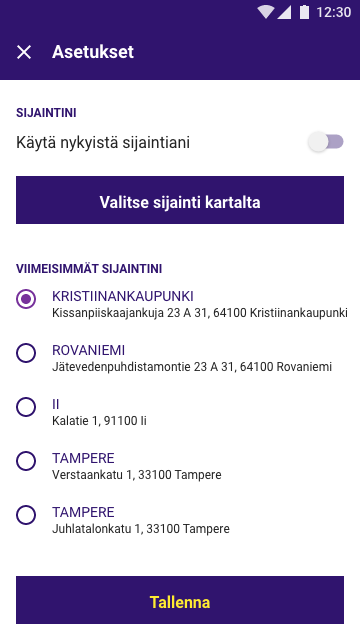 12:30
Asetukset
SIJAINTINI
Käytä nykyistä sijaintiani
Valitse sijainti kartalta
VIIMEISIMMÄT SIJAINTINI
KRISTIINANKAUPUNKI
Kissanpiiskaajankuja 23 A 31, 64100 Kristiinankaupunki
ROVANIEMI
Jätevedenpuhdistamontie 23 A 31, 64100 Rovaniemi
II
Kalatie 1, 91100 Ii
TAMPERE
Verstaankatu 1, 33100 Tampere
TAMPERE
Juhlatalonkatu 1, 33100 Tampere
Tallenna